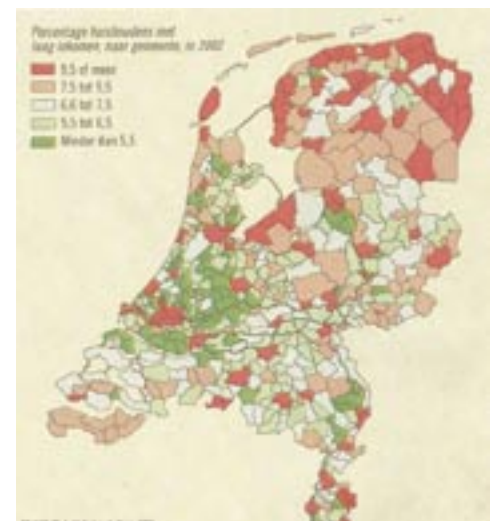 Percentage huishoudens met
laag inkomen, naar gemeente, in 2002
9,5 of meer
7,5 tot 9,5
6,6 tot 7,5
5,5 tot 6,5
Minder dan 5,5